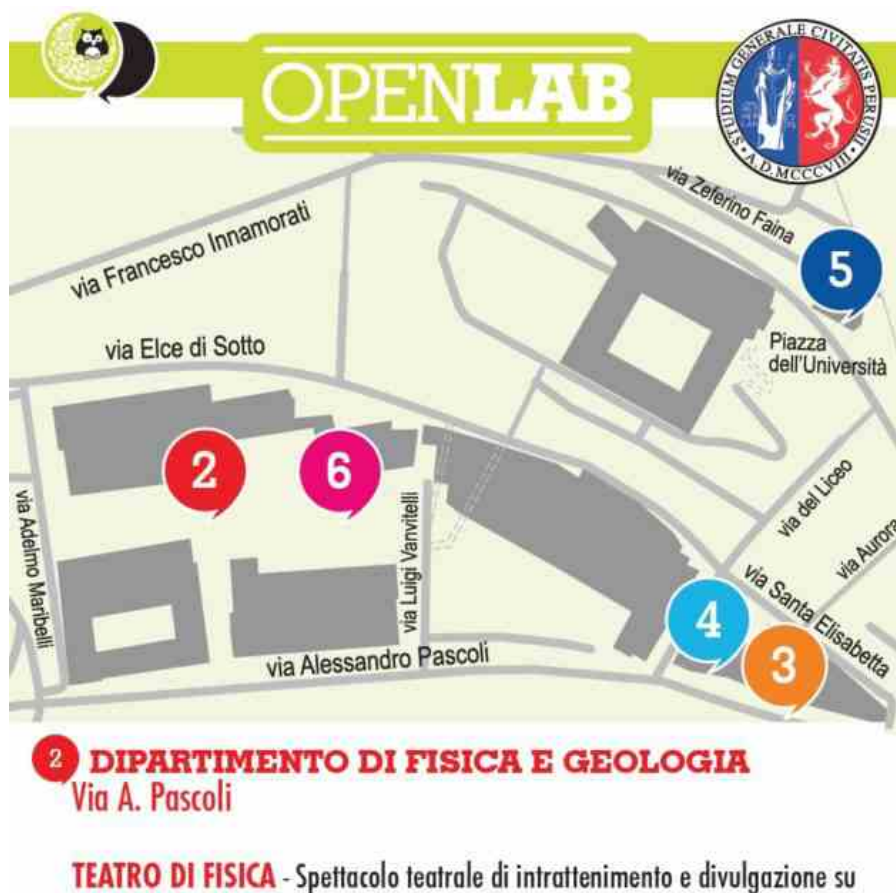 OPENLAB
STUDIUM GENERALE CIVITATIS PERUSII
A.D. MCCCVIII
via Zeferino Faina
via Francesco Innamorati
5
Piazza
dell'Università
via Elce di Sotto
2
6
via del Liceo
via Adelmo Maribelli
via Luigi Vanvitelli
via Aurora
via Santa Elisabetta
4
3
via Alessandro Pascoli
2 DIPARTIMENTO DI FISICA E GEOLOGIA
Via A. Pascoli
TEATRO DI FISICA - Spettacolo teatrale di intrattenimento e divulgazione su